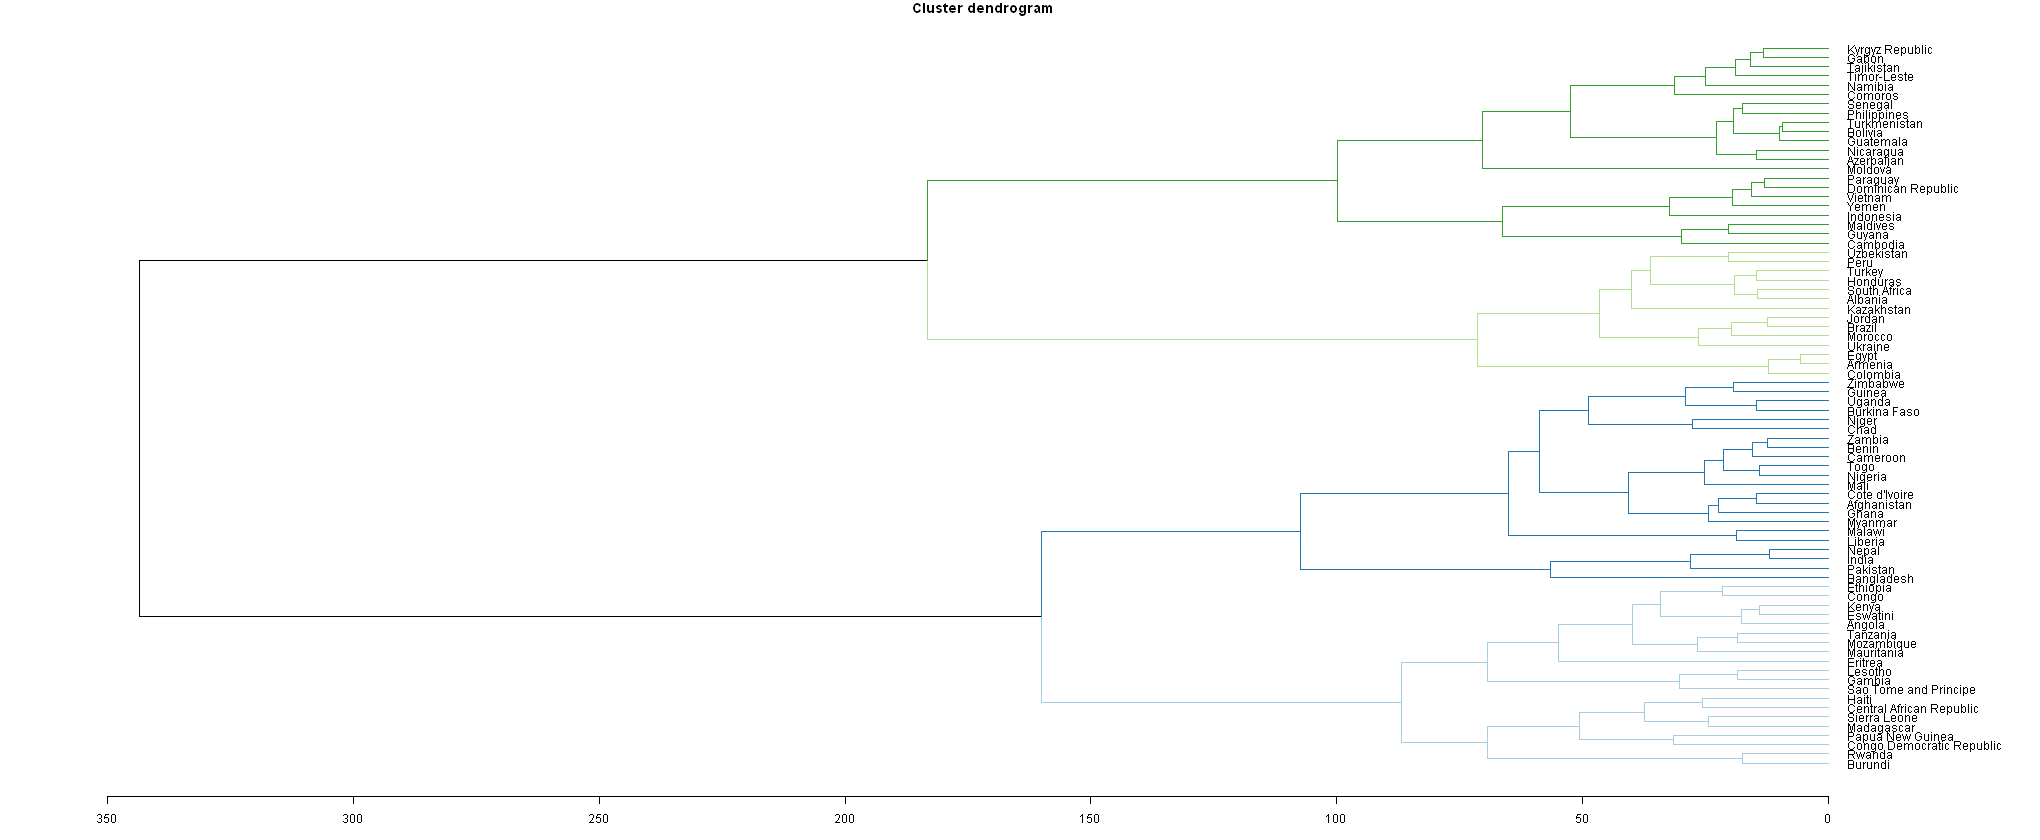 Cluster dendrogram
Kyrgyz Republic
Gabon
Tajikistan
Timor-Leste
Namibia
Comoros
Senegal
Philippines
Turkmenistan
Bolivia
Guatemala
Nicaragua
Azerbaijan
Moldova
Paraguay
Dominican Republic
Vietnam
Yemen
Indonesia
Maldives
Guyana
Cambodia
Uzbekistan
Peru
Turkey
Honduras
South Africa
Albania
Kazakhstan
Jordan
Brazil
Morocco
Ukraine
Egypt
Armenia
Colombia
Zimbabwe
Guinea
Uganda
Burkina Faso
Niger
Chad
Zambia
Benin
Cameroon
Togo
Nigeria
Mali
Cote d'Ivoire
Afghanistan
Ghana
Myanmar
Malawi
Liberia
Nepal
India
Pakistan
Bangladesh
Ethiopia
Congo
Kenya
Eswatini
Angola
Tanzania
Mozambique
Mauritania
Eritrea
Lesotho
Gambia
Sao Tome and Principe
Haiti
Central African Republic
Sierra Leone
Madagascar
Papua New Guinea
Congo Democratic Republic
Rwanda
Burundi
350 300 250 200 150 100 50 0